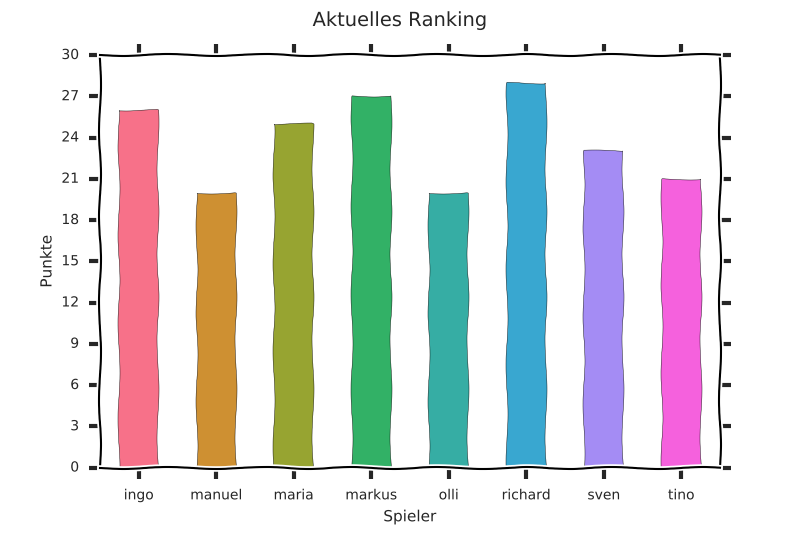 Aktuelles Ranking
30
27
24
21
18
15
12
9
6
3
0
Punkte
ingo manuel maria markus olli richard sven tino
Spieler